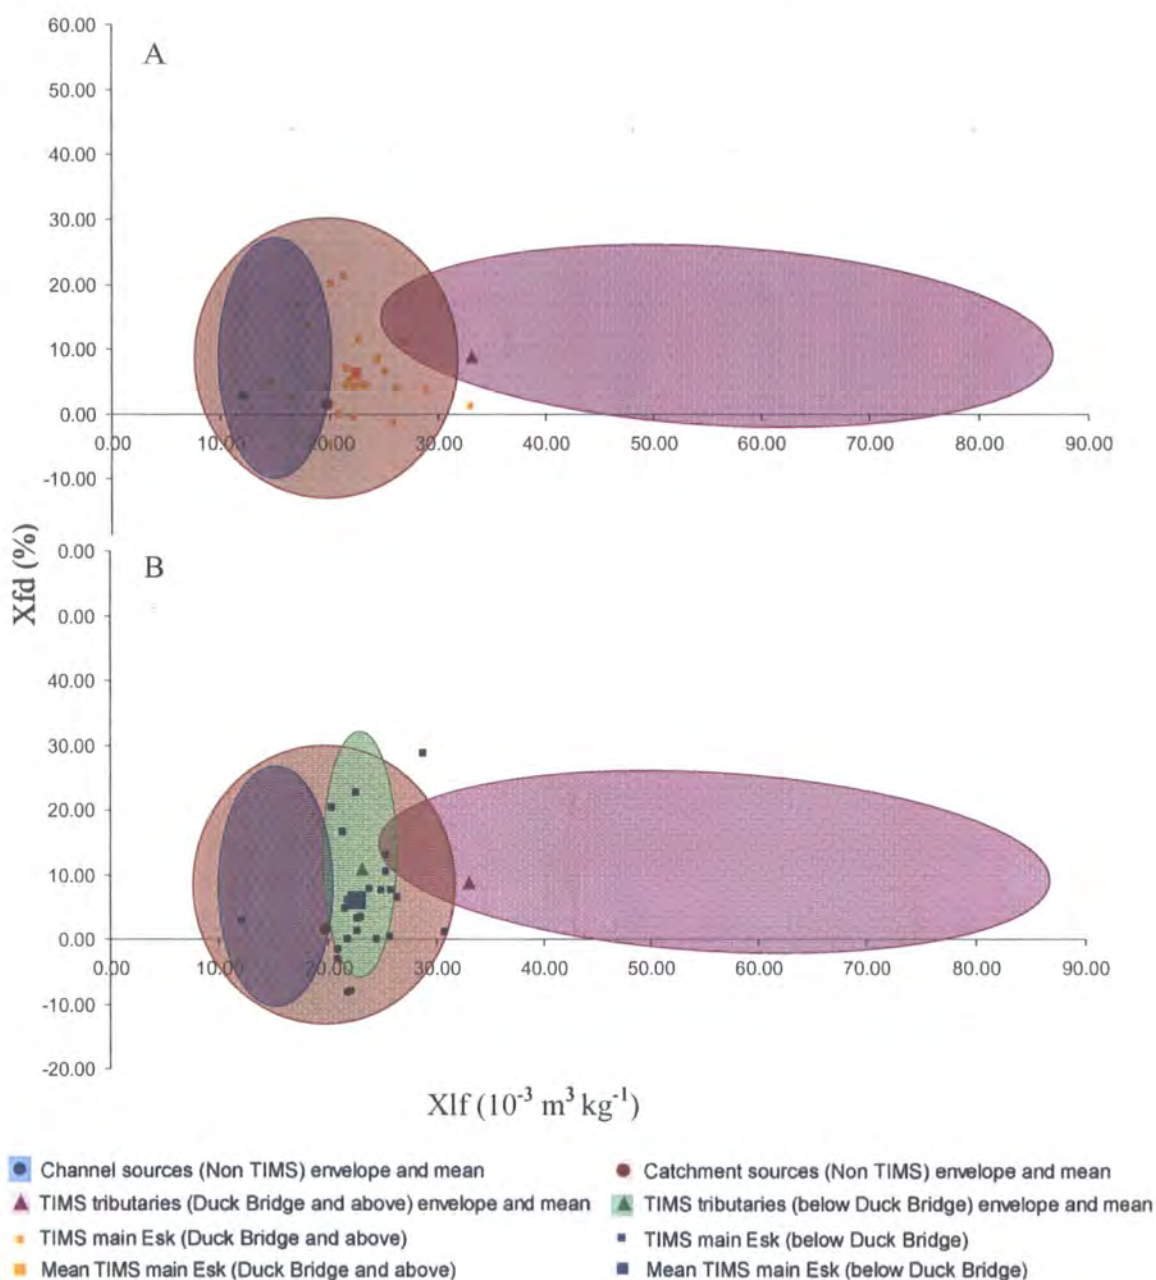 60.00
A
50.00
40.00
30.00
20.00
10.00
0.00
0.00 10.00 20.00 30.00 40.00 50.00 60.00 70.00 80.00 90.00
-10.00
Xfd (%)
0.00
B
0.00
40.00
30.00
20.00
10.00
0.00
0.00 10.00 20.00 30.00 40.00 50.00 60.00 70.00 80.00 90.00
-10.00
-20.00
Xlf (10⁻³ m³ kg⁻¹)
Channel sources (Non TIMS) envelope and mean
Catchment sources (Non TIMS) envelope and mean
TIMS tributaries (Duck Bridge and above) envelope and mean
TIMS tributaries (below Duck Bridge) envelope and mean
TIMS main Esk (Duck Bridge and above)
TIMS main Esk (below Duck Bridge)
Mean TIMS main Esk (Duck Bridge and above)
Mean TIMS main Esk (below Duck Bridge)